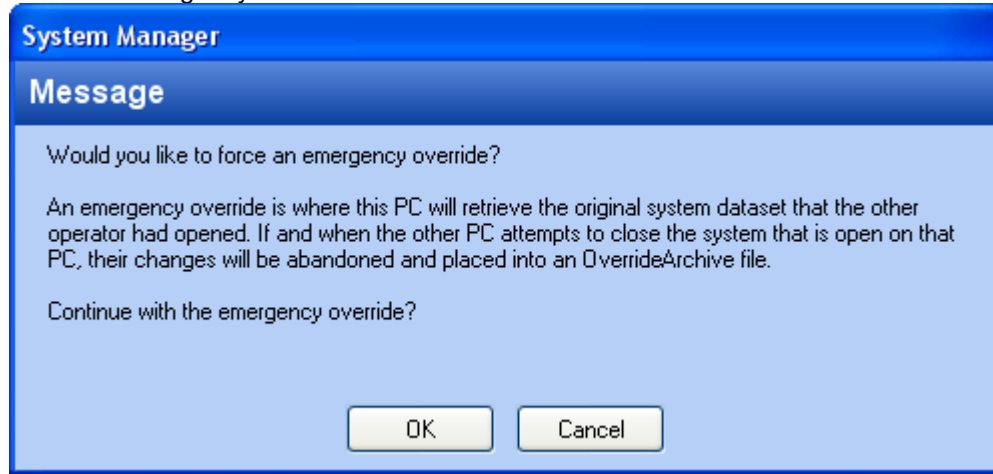 System Manager
Message
Would you like to force an emergency override?
An emergency override is where this PC will retrieve the original system dataset that the other
operator had opened. If and when the other PC attempts to close the system that is open on that
PC, their changes will be abandoned and placed into an OverrideArchive file.
Continue with the emergency override?
OK
Cancel